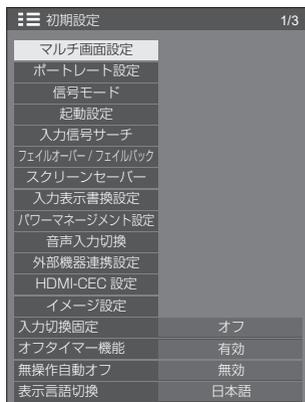 初期設定 1/3
マルチ画面設定
ポートレート設定
信号モード
起動設定
入力信号サーチ
フェイルオーバー / フェイルバック
スクリーンセーバー
入力表示書換設定
パワーマネージメント設定
音声入力切換
外部機器連携設定
HDMI-CEC 設定
イメージ設定
入力切換固定 オフ
オフタイマー機能 有効
無操作自動オフ 無効
表示言語切換 日本語